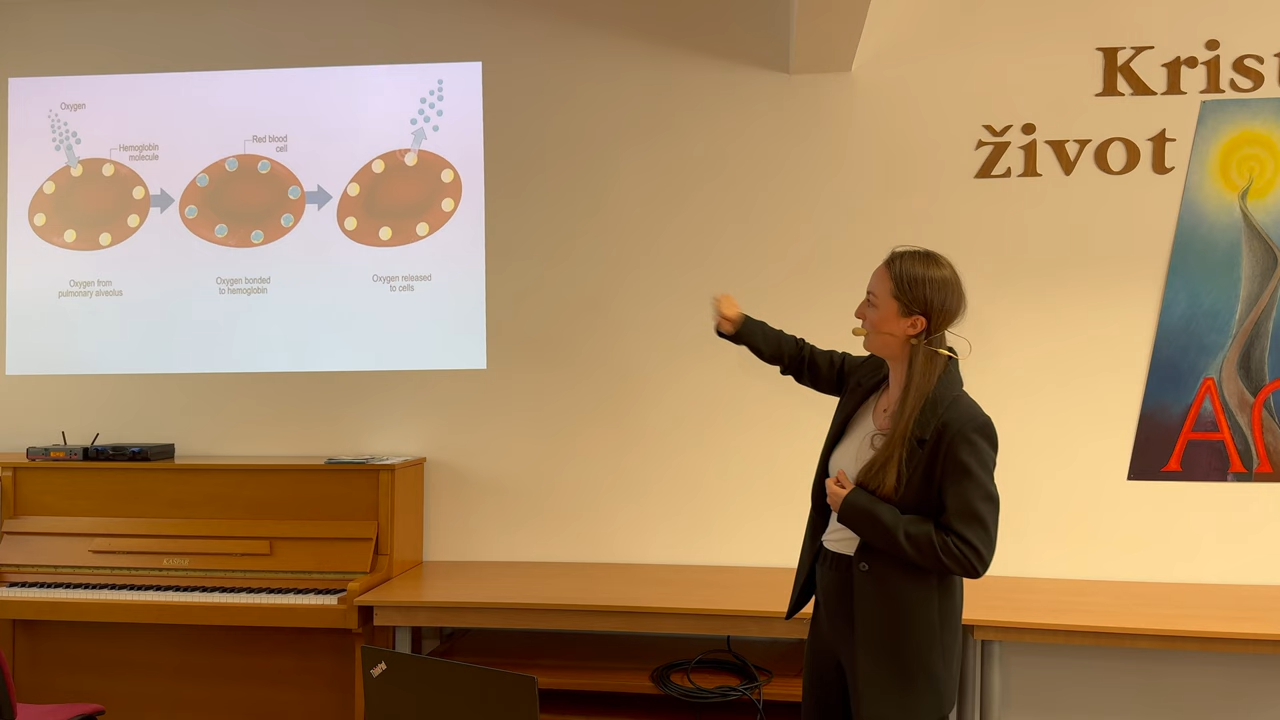 Oxygen
Hemoglobin
molecule
Red blood
cell
Oxygen from
pulmonary alveolus
Oxygen bonded
to hemoglobin
Oxygen released
to cells
Krist
život
ΑΩ
KASPAR
ThinkPad